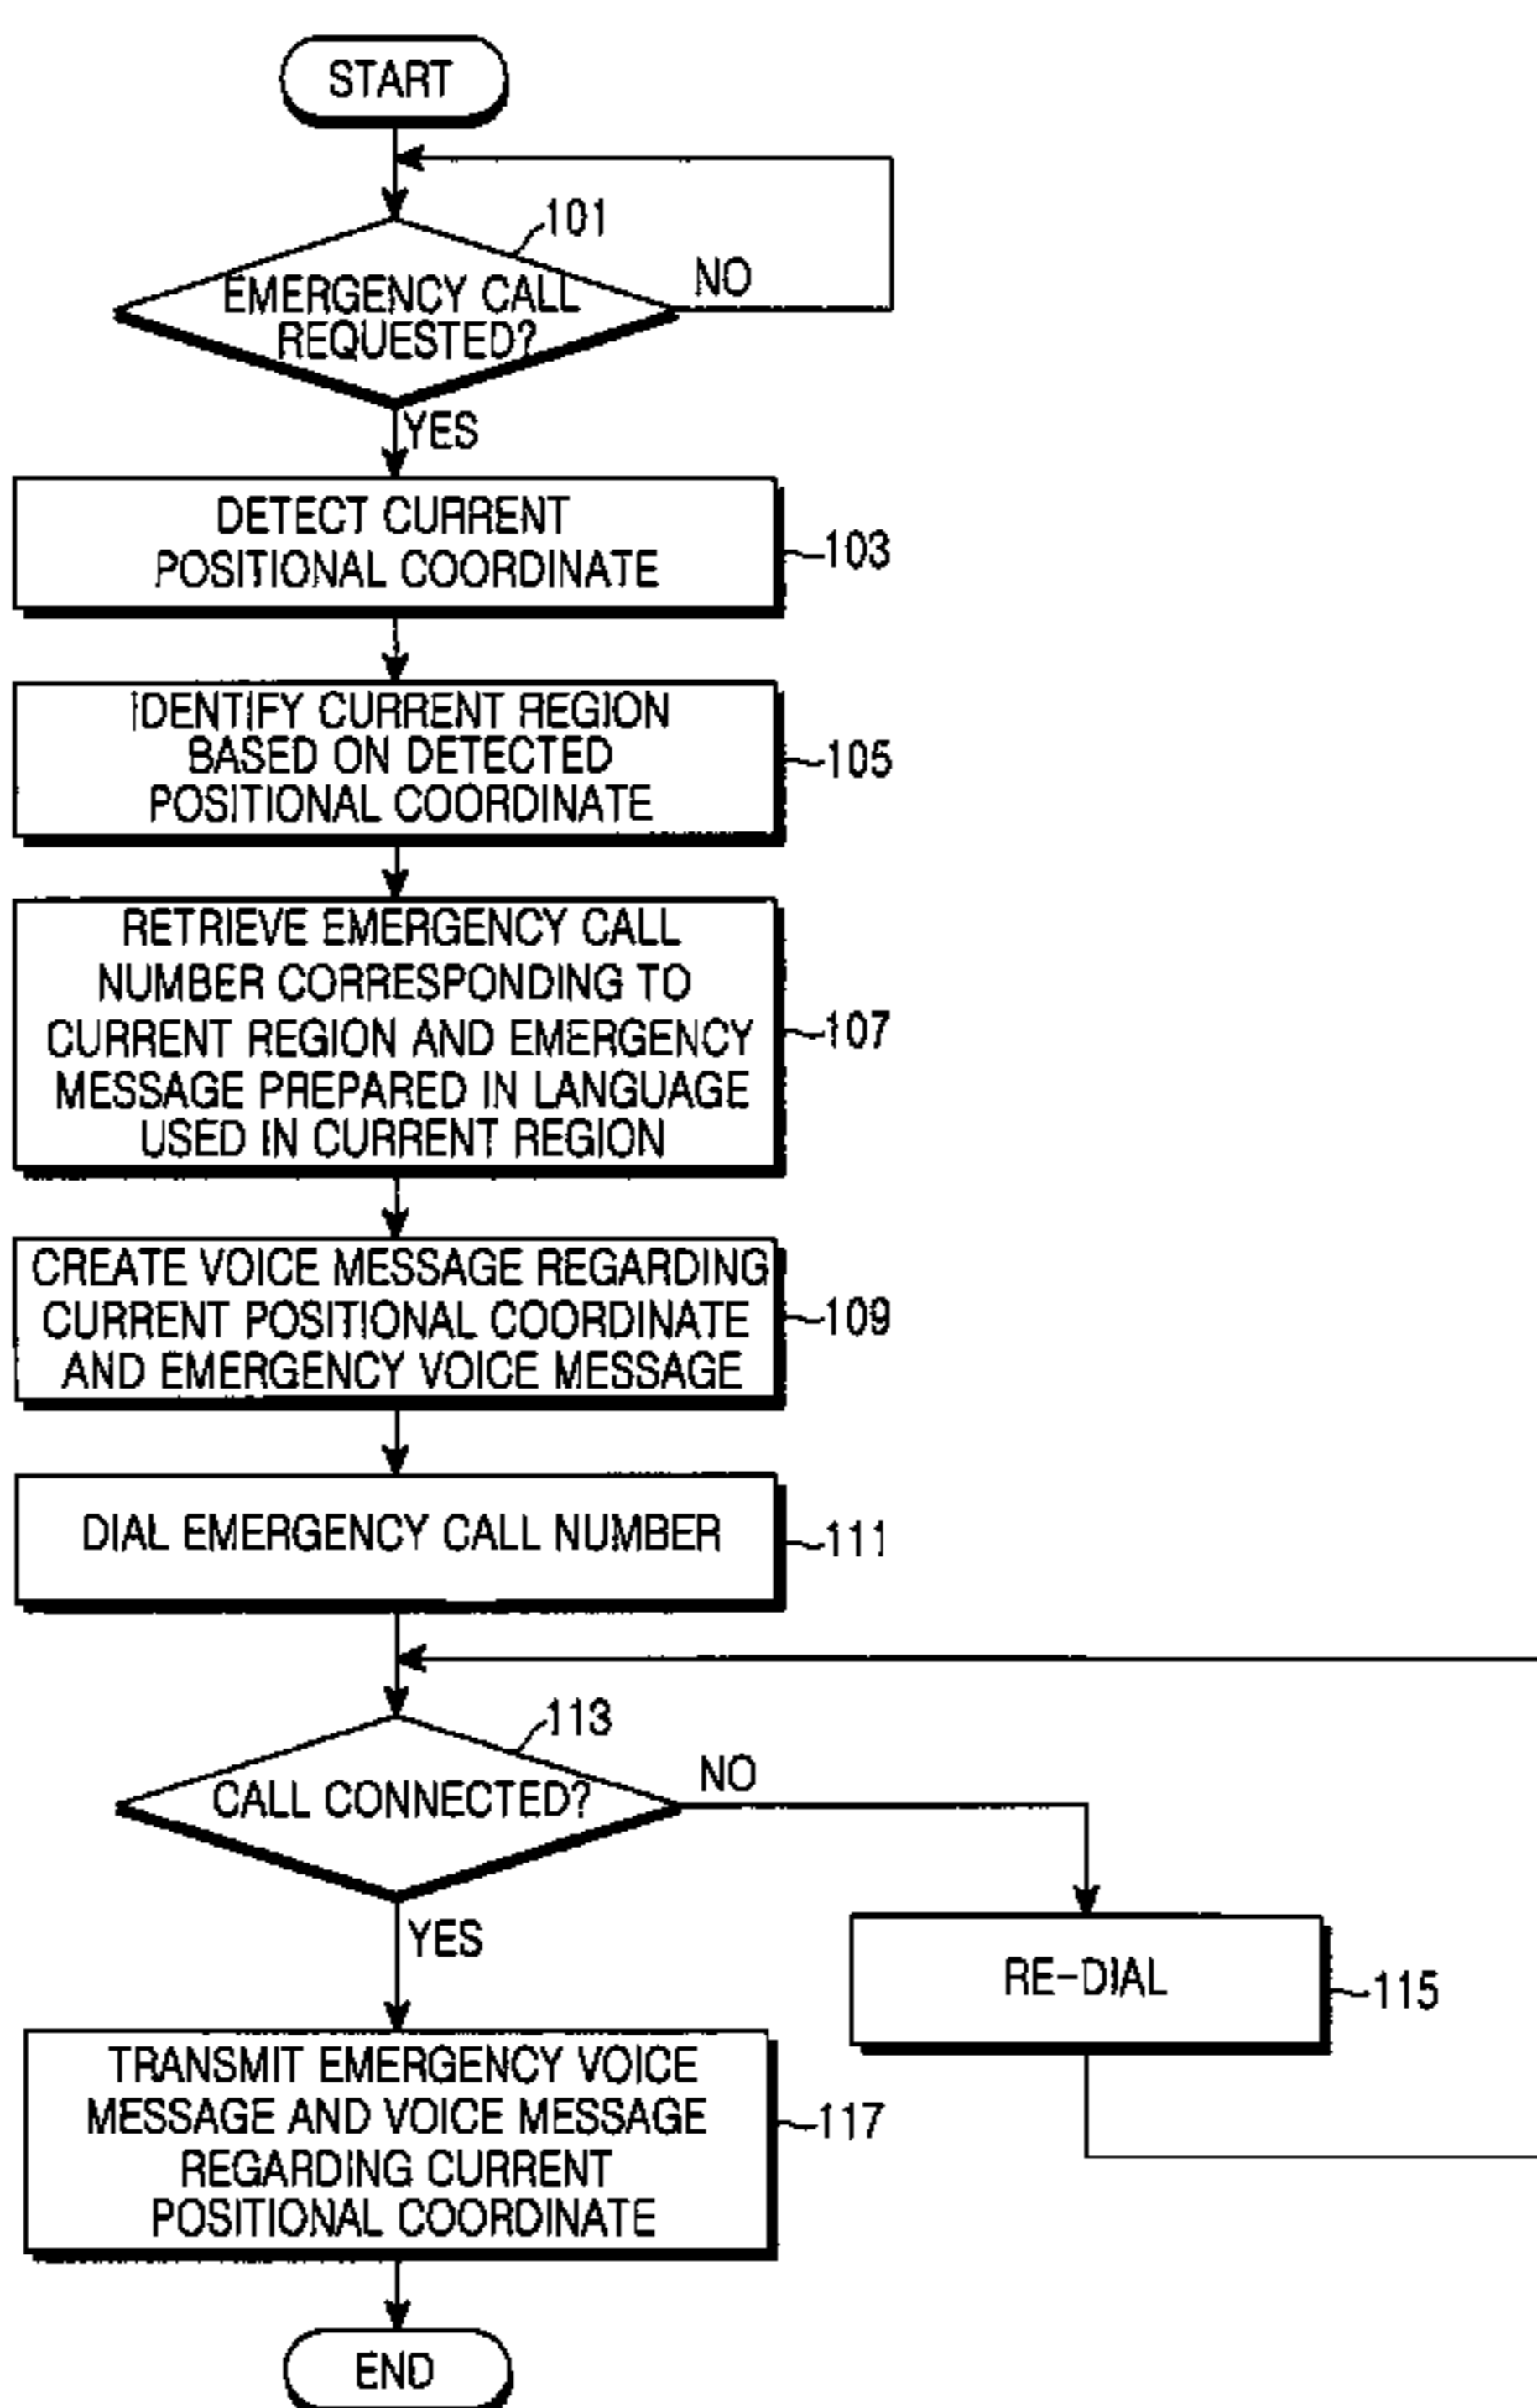 START
101
EMERGENCY CALL
REQUESTED?
NO
YES
DETECT CURRENT
POSITIONAL COORDINATE
103
IDENTIFY CURRENT REGION
BASED ON DETECTED
POSITIONAL COORDINATE
105
RETRIEVE EMERGENCY CALL
NUMBER CORRESPONDING TO
CURRENT REGION AND EMERGENCY
MESSAGE PREPARED IN LANGUAGE
USED IN CURRENT REGION
107
CREATE VOICE MESSAGE REGARDING
CURRENT POSITIONAL COORDINATE
AND EMERGENCY VOICE MESSAGE
109
DIAL EMERGENCY CALL NUMBER
111
113
CALL CONNECTED?
NO
YES
RE-DIAL
115
TRANSMIT EMERGENCY VOICE
MESSAGE AND VOICE MESSAGE
REGARDING CURRENT
POSITIONAL COORDINATE
117
END